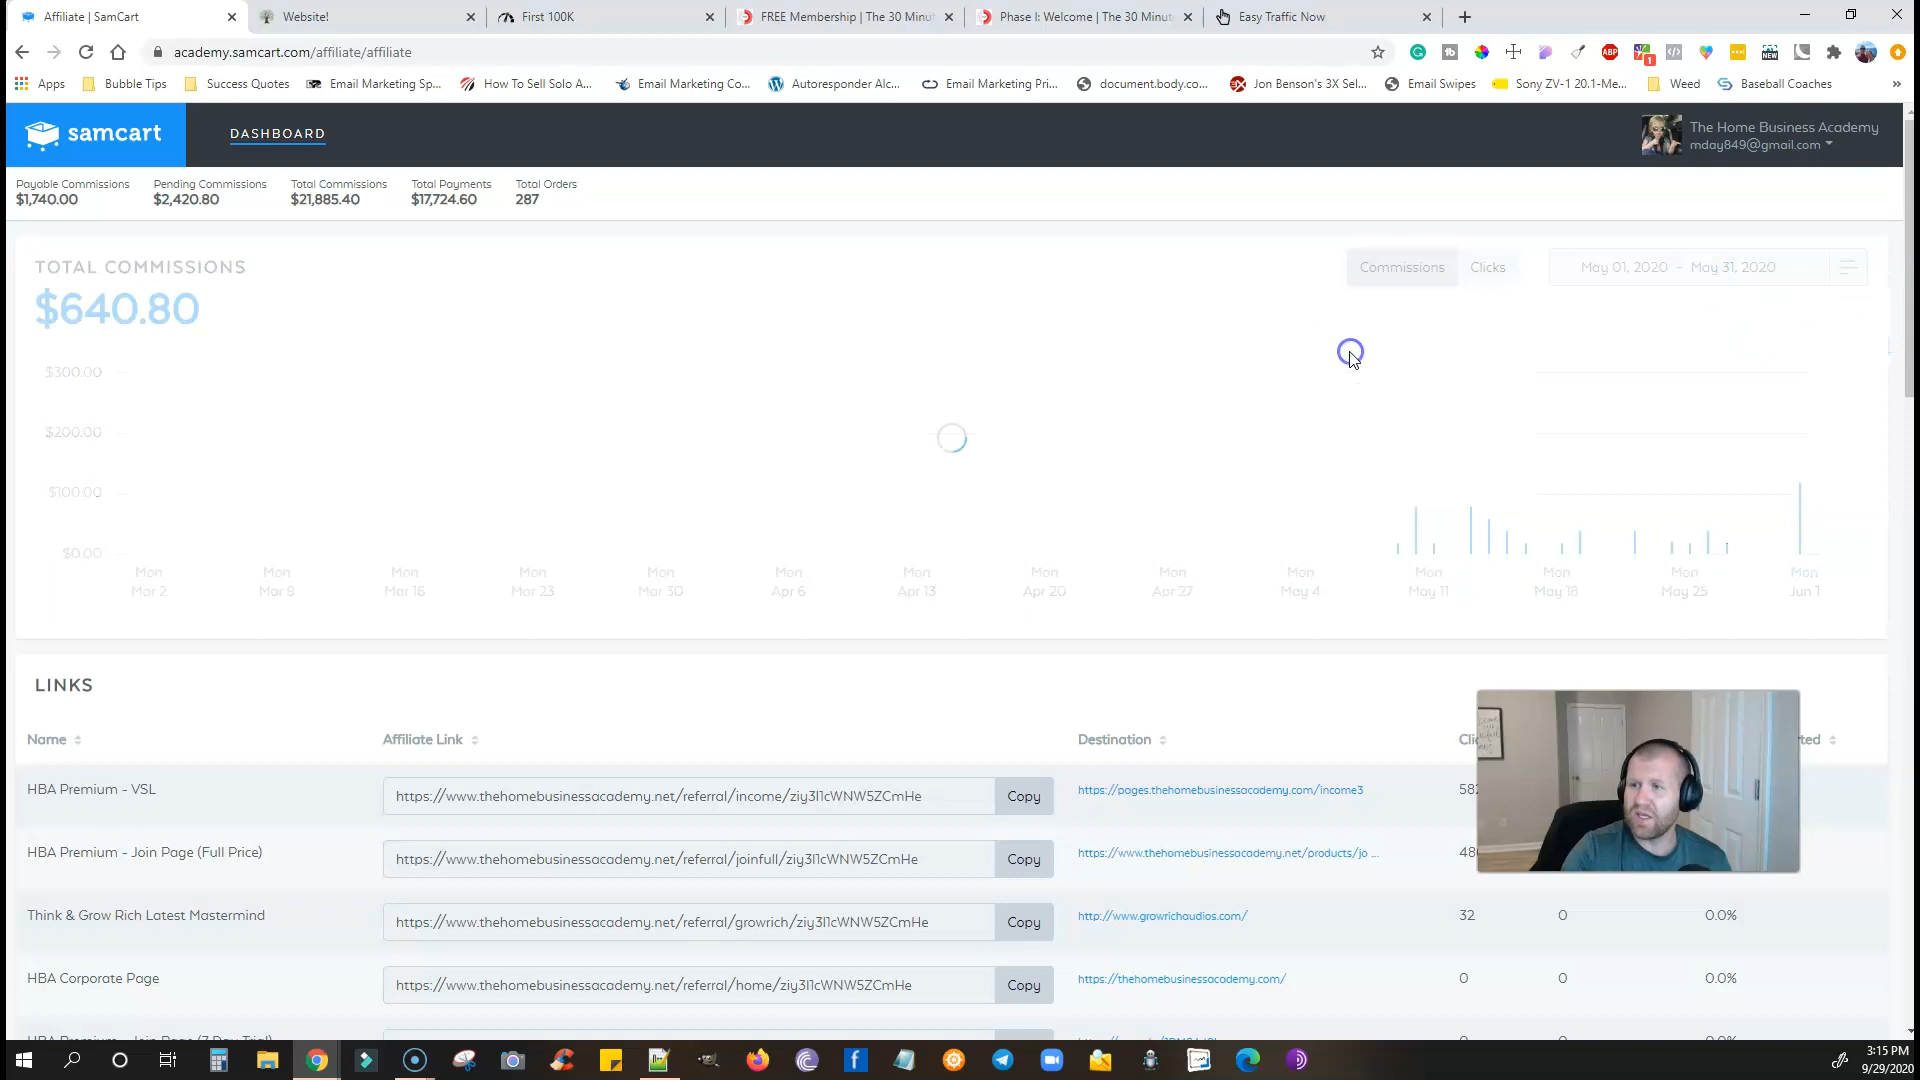 Affiliate | SamCart
Website!
First 100K
FREE Membership | The 30 Minut
Phase I: Welcome | The 30 Minut
Easy Traffic Now
academy.samcart.com/affiliate/affiliate
Apps
Bubble Tips
Success Quotes
Email Marketing Sp...
How To Sell Solo A...
Email Marketing Co...
Autoresponder Alc...
Email Marketing Pri...
document.body.co...
Jon Benson's 3X Sel...
Email Swipes
Sony ZV-1 20.1-Me...
Weed
Baseball Coaches
»
samcart
DASHBOARD
The Home Business Academy
mday849@gmail.com
Payable Commissions
$1,740.00
Pending Commissions
$2,420.80
Total Commissions
$21,885.40
Total Payments
$17,724.60
Total Orders
287
TOTAL COMMISSIONS
$640.80
Commissions
Clicks
May 01, 2020 - May 31, 2020
$300.00
$200.00
$100.00
$0.00
Mon
Mar 2
Mon
Mar 9
Mon
Mar 16
Mon
Mar 23
Mon
Mar 30
Mon
Apr 6
Mon
Apr 13
Mon
Apr 20
Mon
Apr 27
Mon
May 4
Mon
May 11
Mon
May 18
Mon
May 25
Mon
Jun 1
LINKS
Name
Affiliate Link
Destination
HBA Premium - VSL
https://www.thehomebusinessacademy.net/referral/income/ziy3I1cWNW5ZCmHe
Copy
https://pages.thehomebusinessacademy.com/income3
582
HBA Premium - Join Page (Full Price)
https://www.thehomebusinessacademy.net/referral/joinfull/ziy3I1cWNW5ZCmHe
Copy
https://www.thehomebusinessacademy.net/products/jo ...
Think & Grow Rich Latest Mastermind
https://www.thehomebusinessacademy.net/referral/growrich/ziy3I1cWNW5ZCmHe
Copy
http://www.growrichaudios.com/
32
0
0.0%
HBA Corporate Page
https://www.thehomebusinessacademy.net/referral/home/ziy3I1cWNW5ZCmHe
Copy
https://thehomebusinessacademy.com/
0
0
0.0%
3:15 PM
9/29/2020